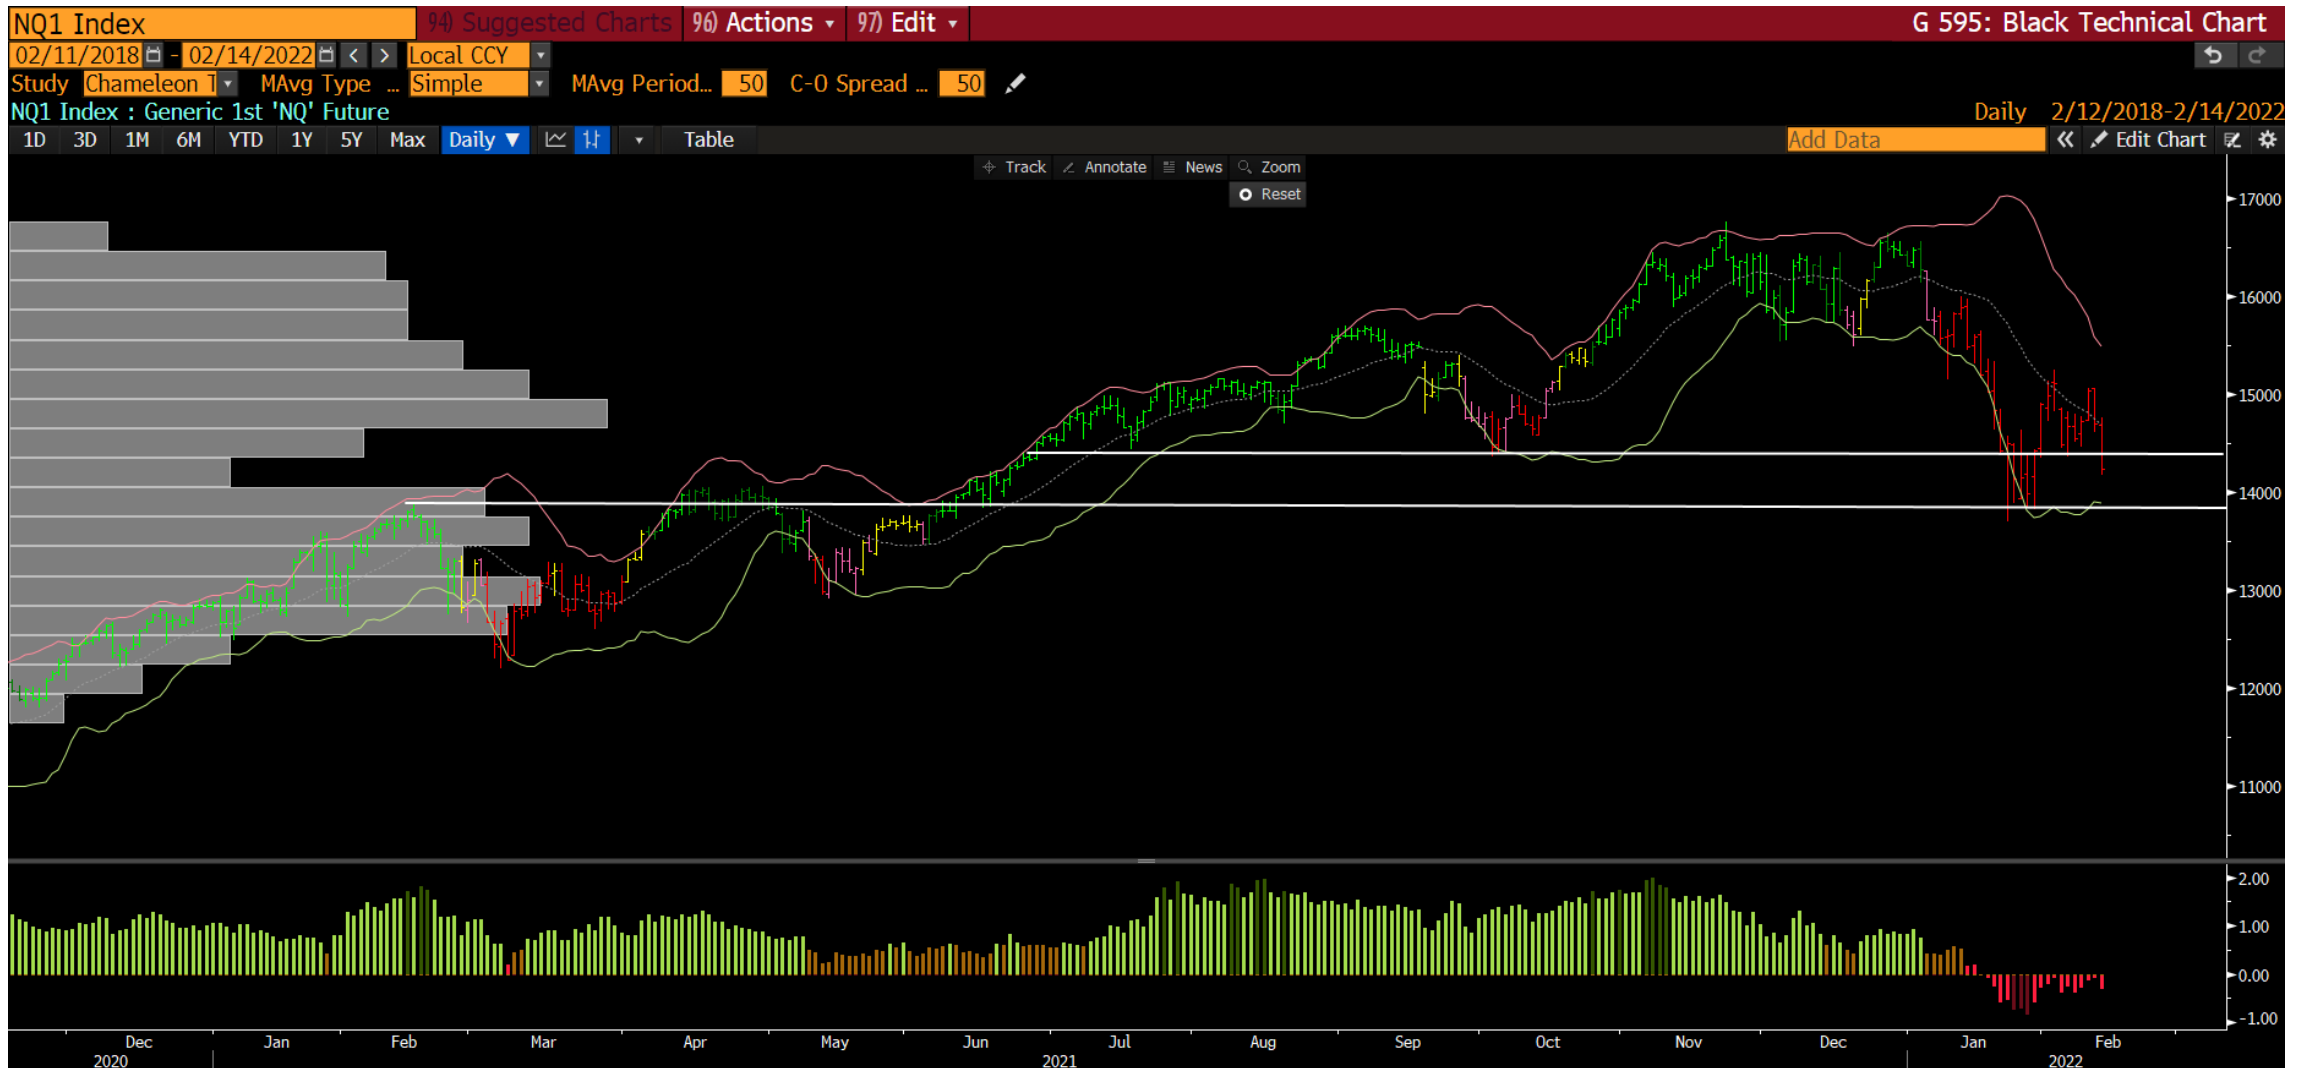 NQ1 Index 94) Suggested Charts 96) Actions 97) Edit G 595: Black Technical Chart
02/11/2018 - 02/14/2022 < > Local CCY
Study Chameleon T MAvg Type ... Simple MAvg Period... 50 C-O Spread ... 50
NQ1 Index : Generic 1st 'NQ' Future Daily 2/12/2018-2/14/2022
1D 3D 1M 6M YTD 1Y 5Y Max Daily ▼ Table Add Data « Edit Chart
Track Annotate News Zoom
Reset
17000
16000
15000
14000
13000
12000
11000
2.00
1.00
0.00
-1.00
Dec Jan Feb Mar Apr May Jun Jul Aug Sep Oct Nov Dec Jan Feb
2020 2021 2022